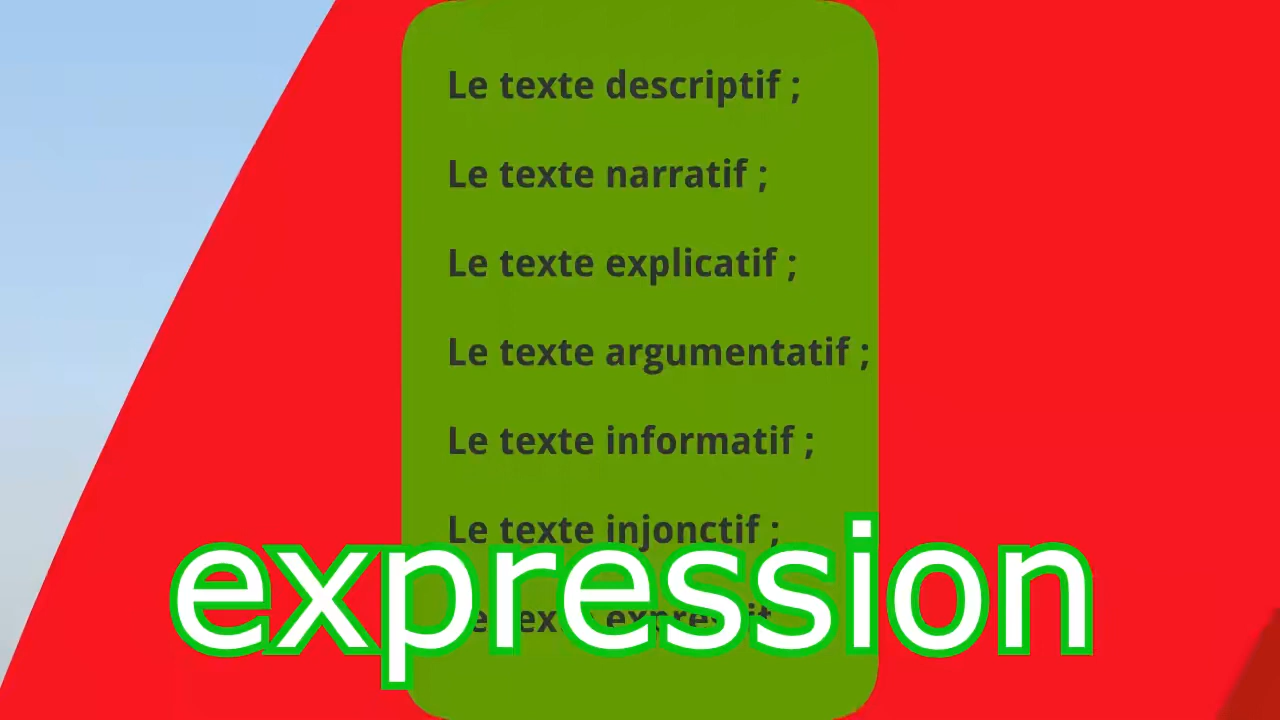 Le texte descriptif ;
Le texte narratif ;
Le texte explicatif ;
Le texte argumentatif ;
Le texte informatif ;
Le texte injonctif ;
expression